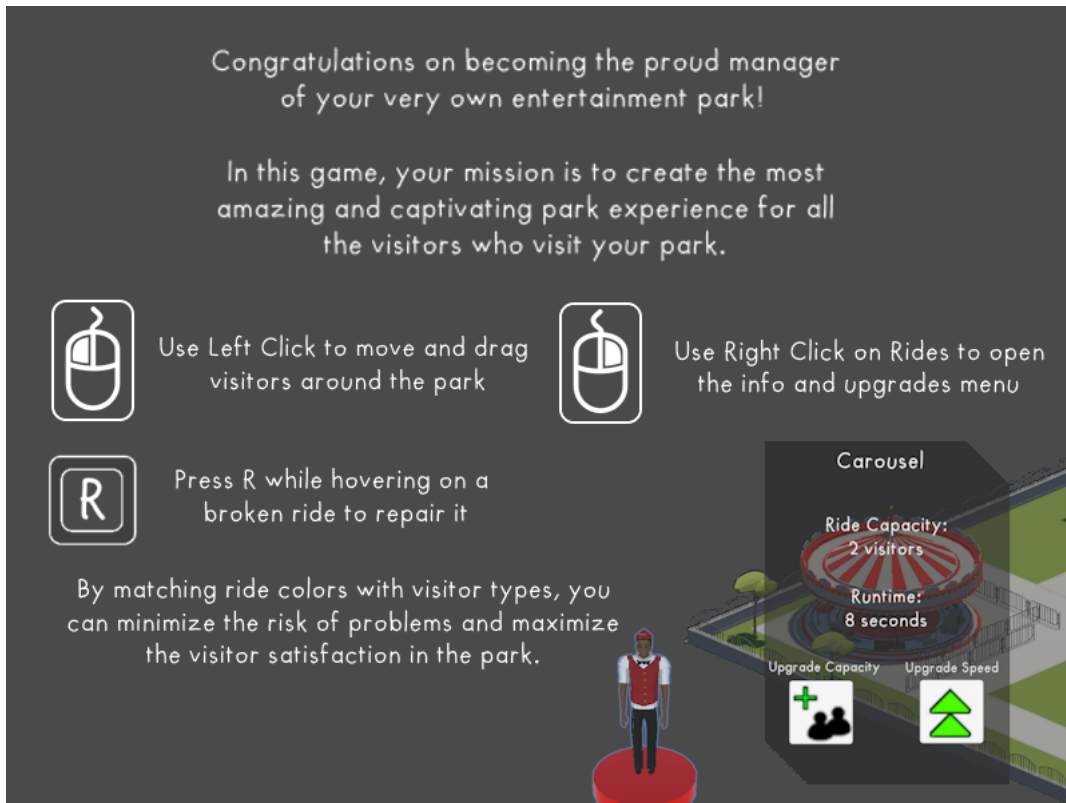 Congratulations on becoming the proud manager
of your very own entertainment park!
In this game, your mission is to create the most
amazing and captivating park experience for all
the visitors who visit your park.
Use Left Click to move and drag
visitors around the park
Use Right Click on Rides to open
the info and upgrades menu
R
Press R while hovering on a
broken ride to repair it
By matching ride colors with visitor types, you
can minimize the risk of problems and maximize
the visitor satisfaction in the park.
Carousel
Ride Capacity:
2 visitors
Runtime:
8 seconds
Upgrade Capacity
Upgrade Speed